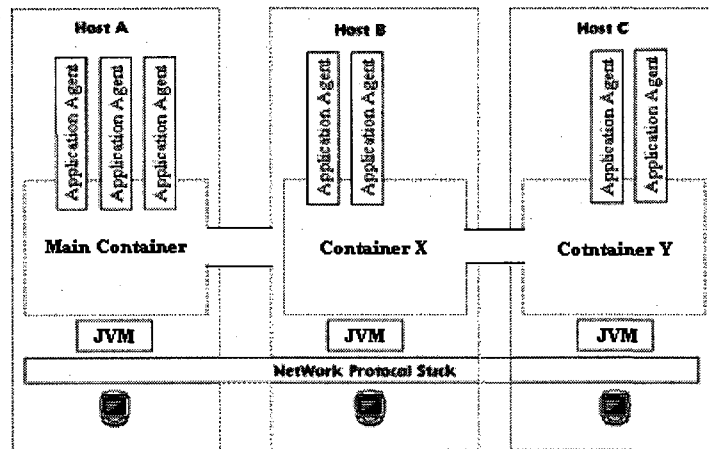 Host A
Host B
Host C
Application Agent
Application Agent
Application Agent
Application Agent
Application Agent
Application Agent
Application Agent
Main Container
Container X
Cotntainer Y
JVM
JVM
JVM
NetWork Protocal Stack